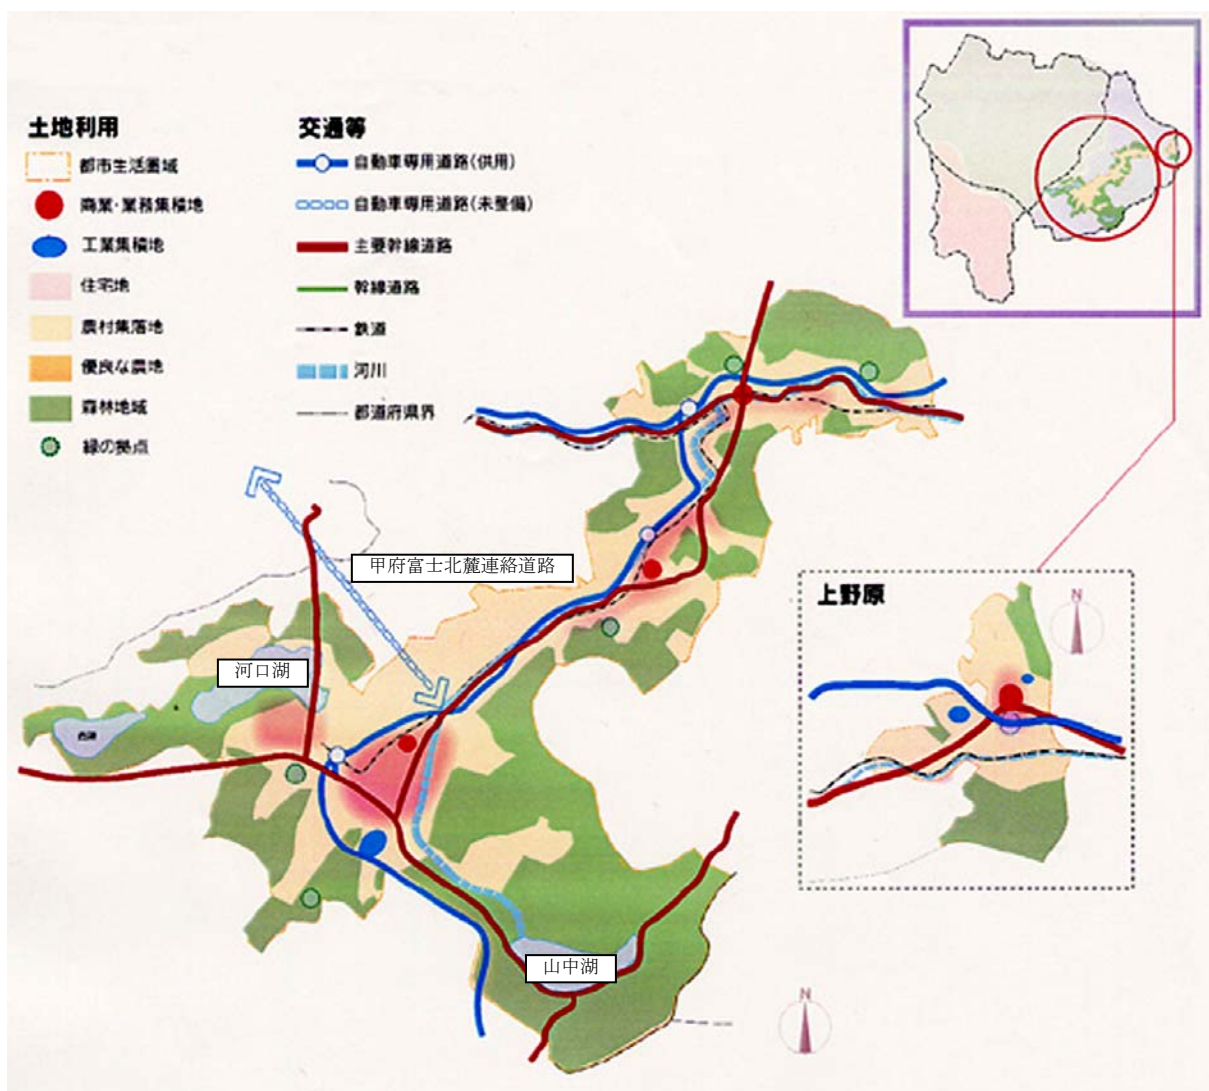 土地利用
都市生活圏域
商業・業務集積地
工業集積地
住宅地
農村集落地
優良な農地
森林地域
緑の拠点
交通等
自動車専用道路(供用)
自動車専用道路(未整備)
主要幹線道路
幹線道路
鉄道
河川
都道府県界
甲府富士北麓連絡道路
河口湖
西湖
山中湖
上野原
N
N